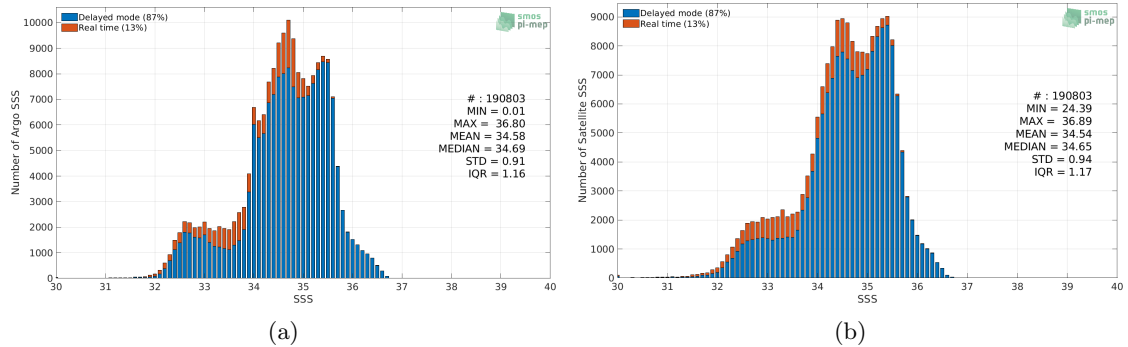 Delayed mode (87%)
Real time (13%)
smos
pi-mep
Number of Argo SSS
10000
9000
8000
7000
6000
5000
4000
3000
2000
1000
0
# : 190803
MIN = 0.01
MAX = 36.80
MEAN = 34.58
MEDIAN = 34.69
STD = 0.91
IQR = 1.16
30 31 32 33 34 35 36 37 38 39 40
SSS
(a)
Delayed mode (87%)
Real time (13%)
smos
pi-mep
Number of Satellite SSS
9000
8000
7000
6000
5000
4000
3000
2000
1000
0
# : 190803
MIN = 24.39
MAX = 36.89
MEAN = 34.54
MEDIAN = 34.65
STD = 0.94
IQR = 1.17
30 31 32 33 34 35 36 37 38 39 40
SSS
(b)